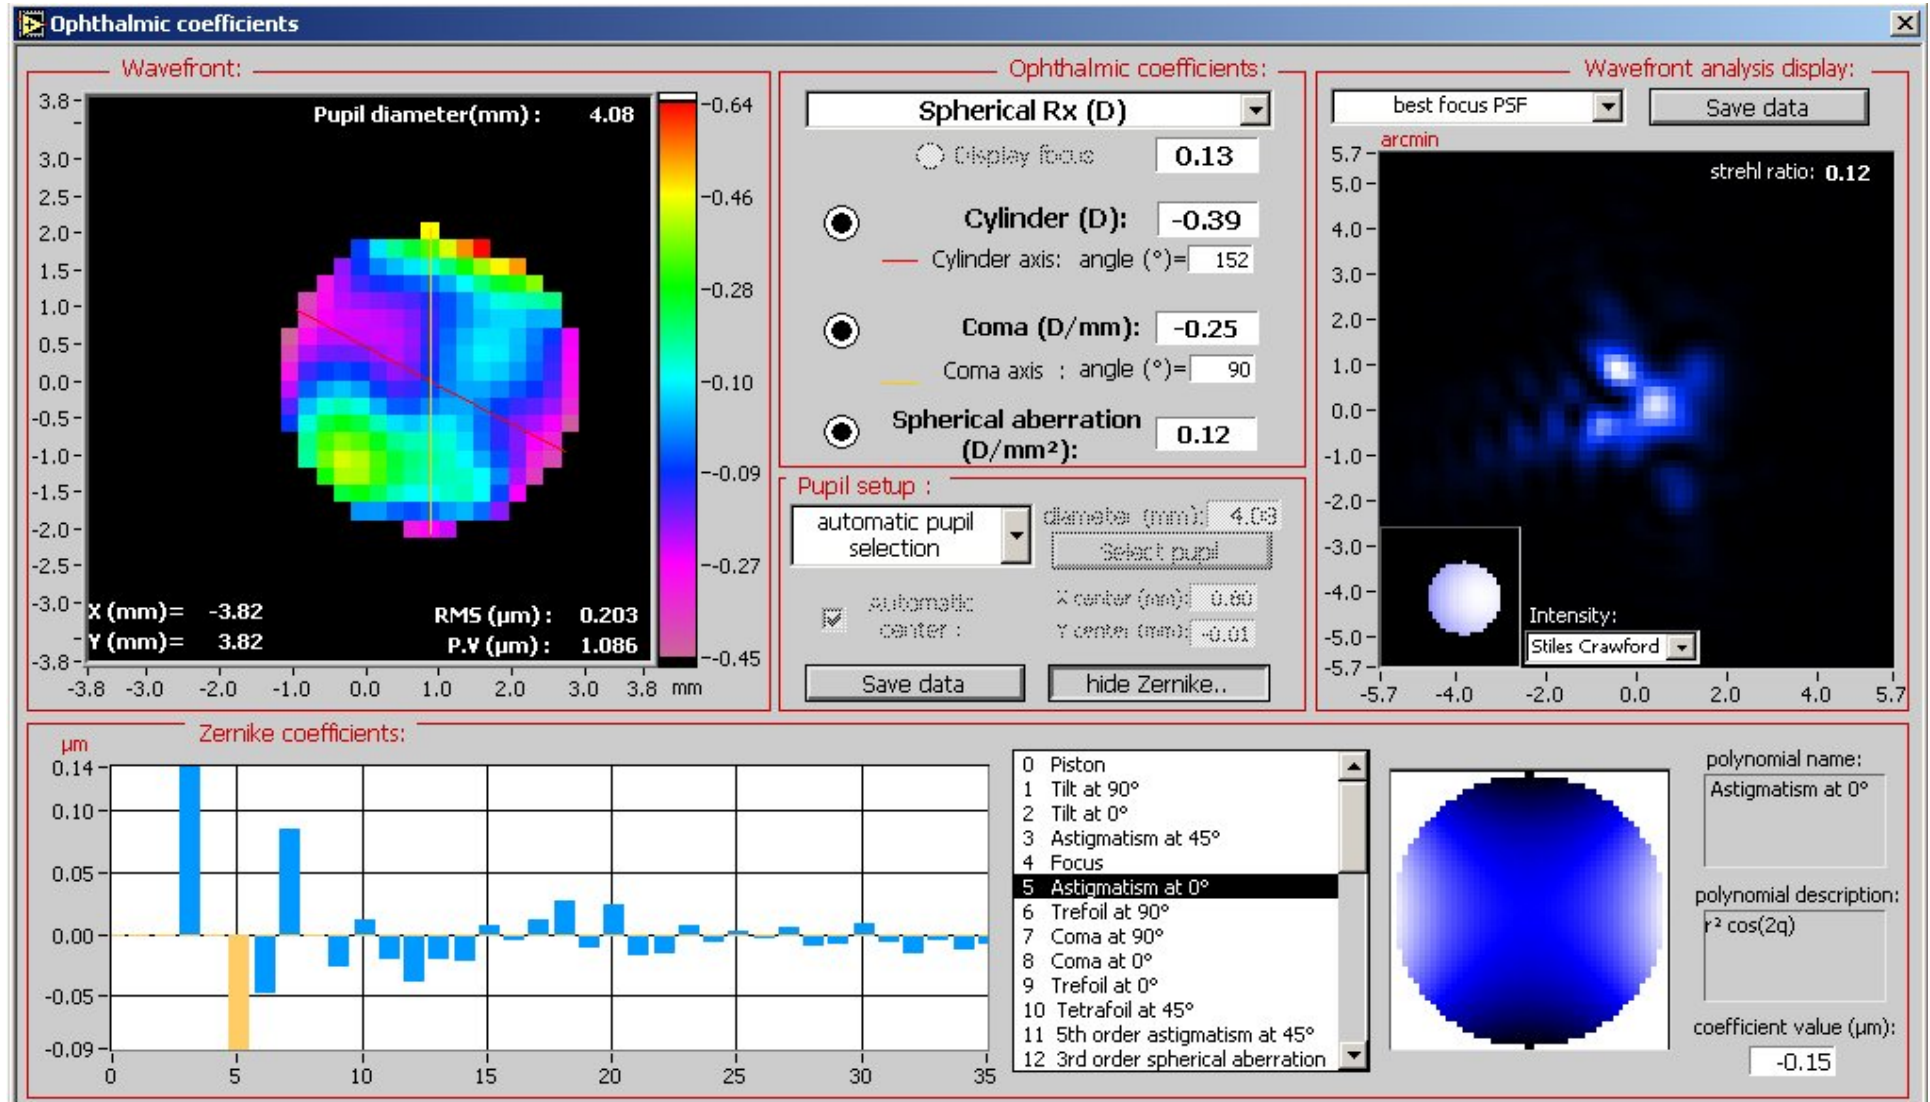 Ophthalmic coefficients
Wavefront:
3.8
3.0
2.5
2.0
1.5
1.0
0.5
0.0
-0.5
-1.0
-1.5
-2.0
-2.5
-3.0
-3.8
Pupil diameter(mm) : 4.08
X (mm)= -3.82 RMS (µm) : 0.203
Y (mm)= 3.82 P.V (µm) : 1.086
-3.8 -3.0 -2.0 -1.0 0.0 1.0 2.0 3.0 3.8 mm
-0.64
-0.46
-0.28
-0.10
--0.09
--0.27
--0.45
Ophthalmic coefficients:
Spherical Rx (D)
Display focus 0.13
Cylinder (D): -0.39
Cylinder axis: angle (°)= 152
Coma (D/mm): -0.25
Coma axis : angle (°)= 90
Spherical aberration
(D/mm²): 0.12
Pupil setup :
automatic pupil
selection
diameter (mm): 4.08
Select pupil
Automatic
center :
X center (mm): 0.80
Y center (mm): -0.01
Save data
hide Zernike..
Wavefront analysis display:
best focus PSF
Save data
arcmin
strehl ratio: 0.12
5.7
5.0
4.0
3.0
2.0
1.0
0.0
-1.0
-2.0
-3.0
-4.0
-5.0
-5.7
Intensity:
Stiles Crawford
-5.7 -4.0 -2.0 0.0 2.0 4.0 5.7
Zernike coefficients:
µm
0.14
0.10
0.05
0.00
-0.05
-0.09
0 5 10 15 20 25 30 35
0 Piston
1 Tilt at 90°
2 Tilt at 0°
3 Astigmatism at 45°
4 Focus
5 Astigmatism at 0°
6 Trefoil at 90°
7 Coma at 90°
8 Coma at 0°
9 Trefoil at 0°
10 Tetrafoil at 45°
11 5th order astigmatism at 45°
12 3rd order spherical aberration
polynomial name:
Astigmatism at 0°
polynomial description:
r² cos(2q)
coefficient value (µm):
-0.15